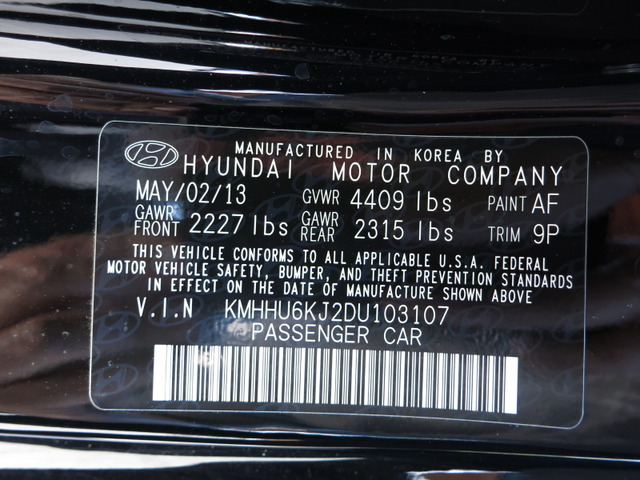 MANUFACTURED IN KOREA BY
HYUNDAI MOTOR COMPANY
MAY/02/13 GVWR 4409 lbs PAINT AF
GAWR FRONT 2227 lbs GAWR REAR 2315 lbs TRIM 9P
THIS VEHICLE CONFORMS TO ALL APPLICABLE U.S.A. FEDERAL
MOTOR VEHICLE SAFETY, BUMPER, AND THEFT PREVENTION STANDARDS
IN EFFECT ON THE DATE OF MANUFACTURE SHOWN ABOVE
V.I.N KMHHU6KJ2DU103107
PASSENGER CAR